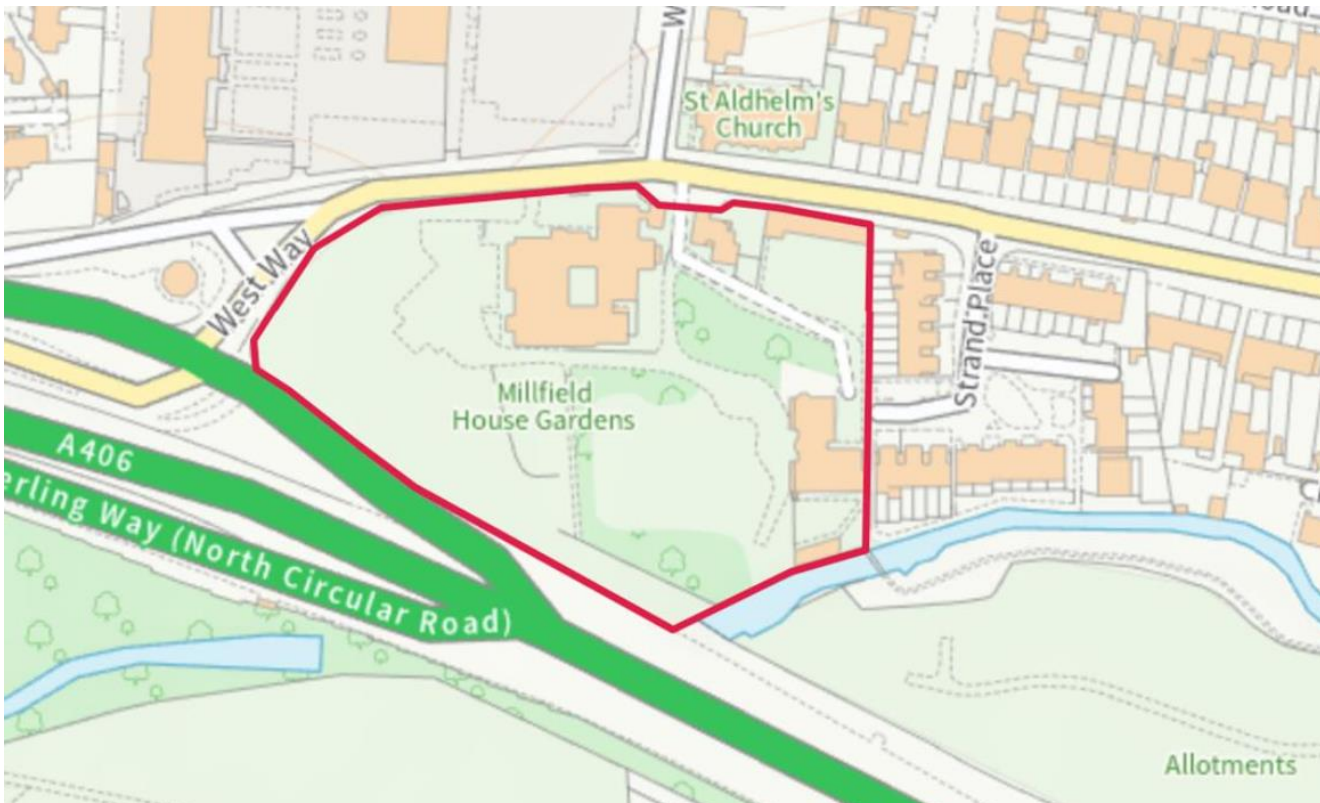 St Aldhelm's
Church
West Way
Strand Place
Millfield
House Gardens
A406
erling Way (North Circular Road)
Allotments